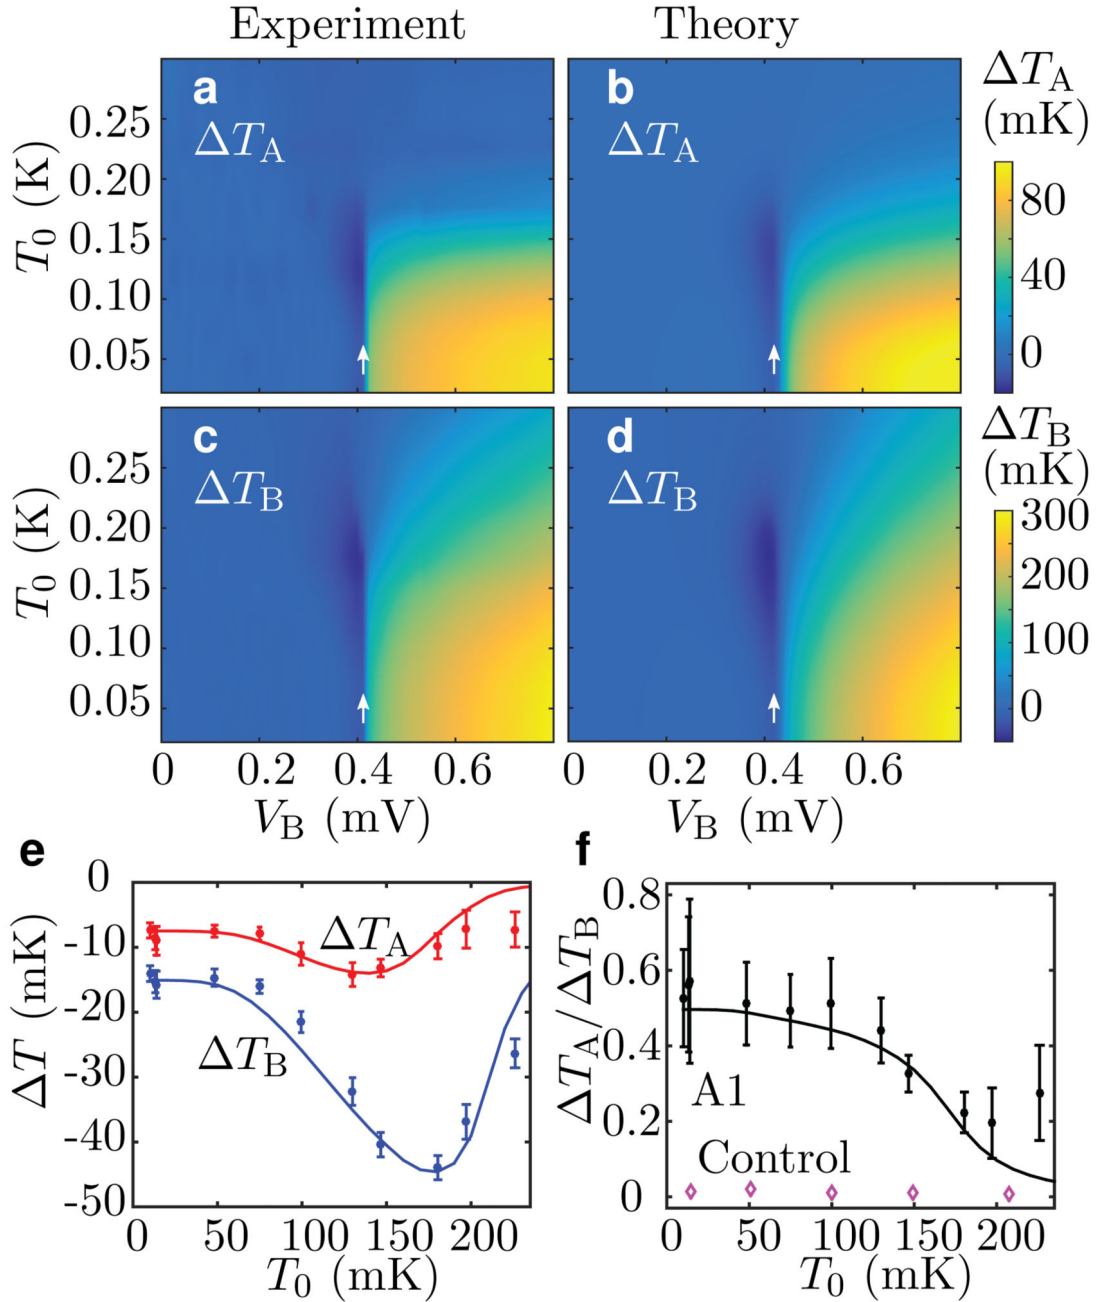 Experiment Theory
a b ΔT_A
ΔT_A ΔT_A (mK)
0.25
0.20
0.15
0.10
0.05
T_0 (K)
80
40
0
c d ΔT_B
ΔT_B ΔT_B (mK)
0.25
0.20
0.15
0.10
0.05
T_0 (K)
300
200
100
0
0 0.2 0.4 0.6 0 0.2 0.4 0.6
V_B (mV) V_B (mV)
e
0
-10
-20
-30
-40
-50
ΔT (mK)
ΔT_A
ΔT_B
0 50 100 150 200
T_0 (mK)
f
0.8
0.6
0.4
0.2
0
ΔT_A/ΔT_B
A1
Control
0 50 100 150 200
T_0 (mK)